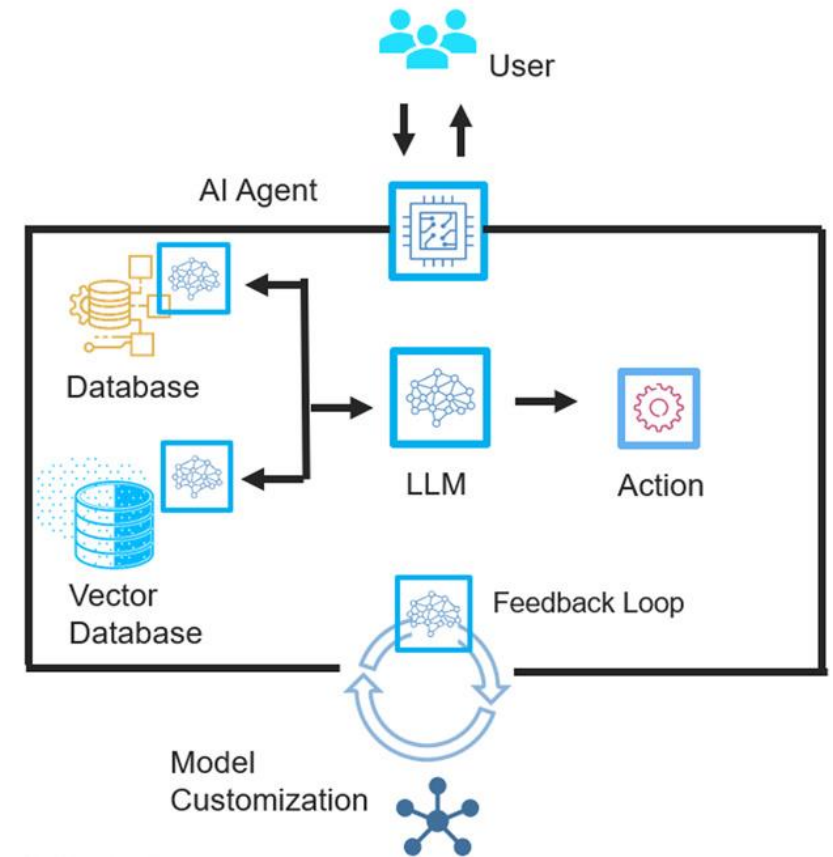 User
AI Agent
Database
LLM
Action
Vector
Database
Feedback Loop
Model
Customization